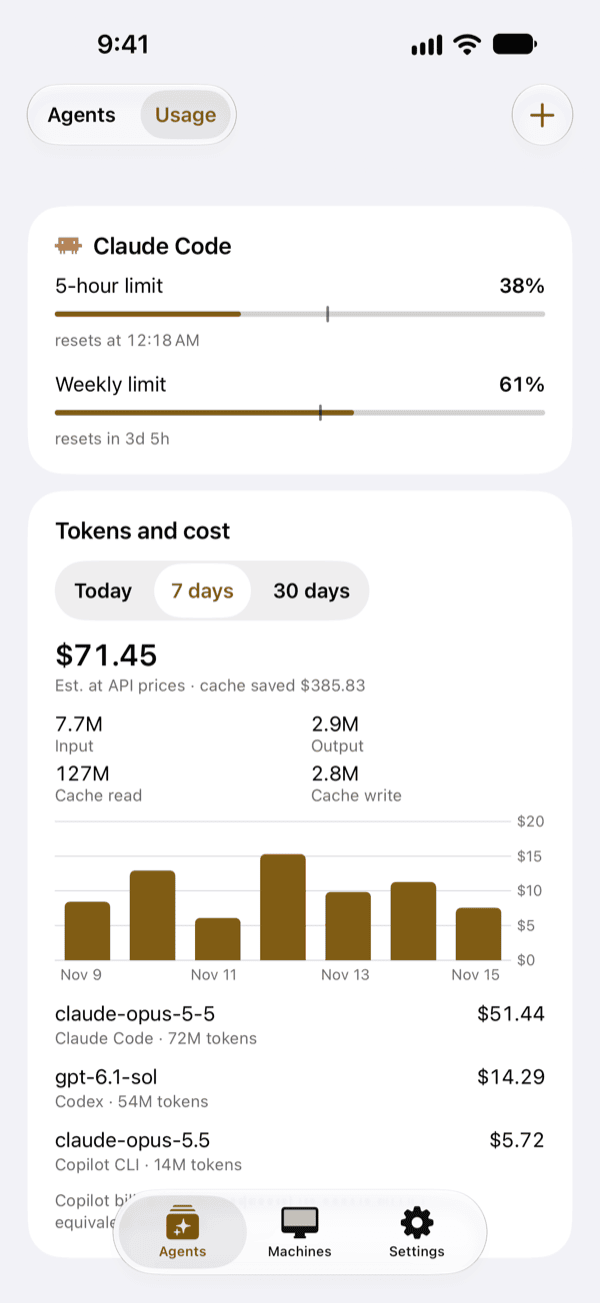 9:41
Agents Usage
Claude Code
5-hour limit 38%
resets at 12:18 AM
Weekly limit 61%
resets in 3d 5h
Tokens and cost
Today 7 days 30 days
$71.45
Est. at API prices · cache saved $385.83
7.7M 2.9M
Input Output
127M 2.8M
Cache read Cache write
$20
$15
$10
$5
$0
Nov 9 Nov 11 Nov 13 Nov 15
claude-opus-5-5 $51.44
Claude Code · 72M tokens
gpt-6.1-sol $14.29
Codex · 54M tokens
claude-opus-5.5 $5.72
Copilot CLI · 14M tokens
Copilot
Agents Machines Settings